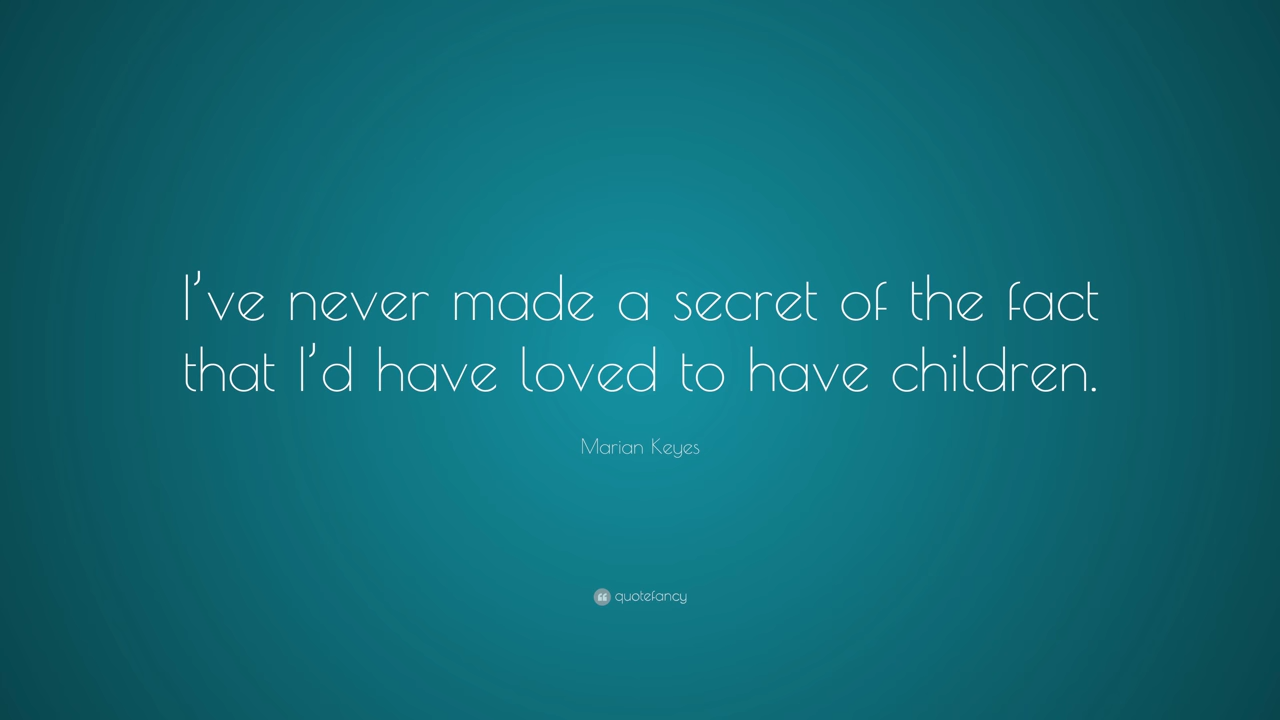 I’ve never made a secret of the fact
that I’d have loved to have children.
Marian Keyes
quotefancy